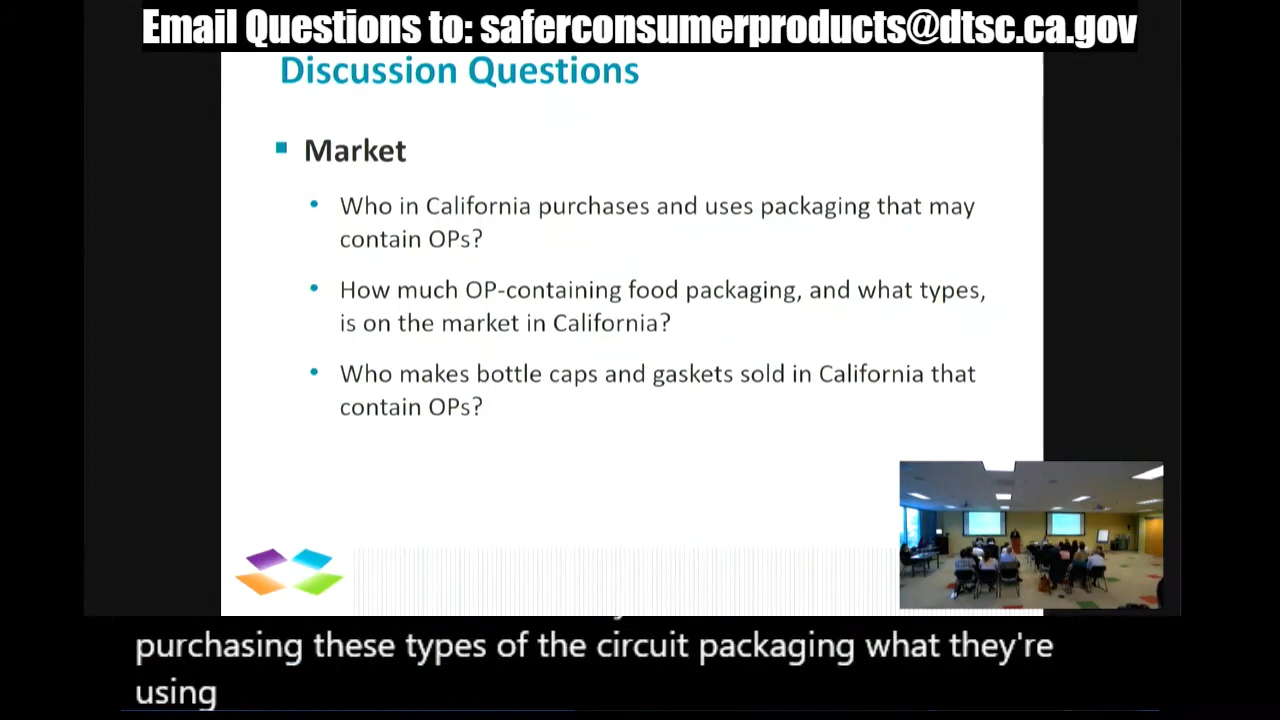 Email Questions to: saferconsumerproducts@dtsc.ca.gov
Discussion Questions
Market
Who in California purchases and uses packaging that may
contain OPs?
How much OP-containing food packaging, and what types,
is on the market in California?
Who makes bottle caps and gaskets sold in California that
contain OPs?
purchasing these types of the circuit packaging what they're
using